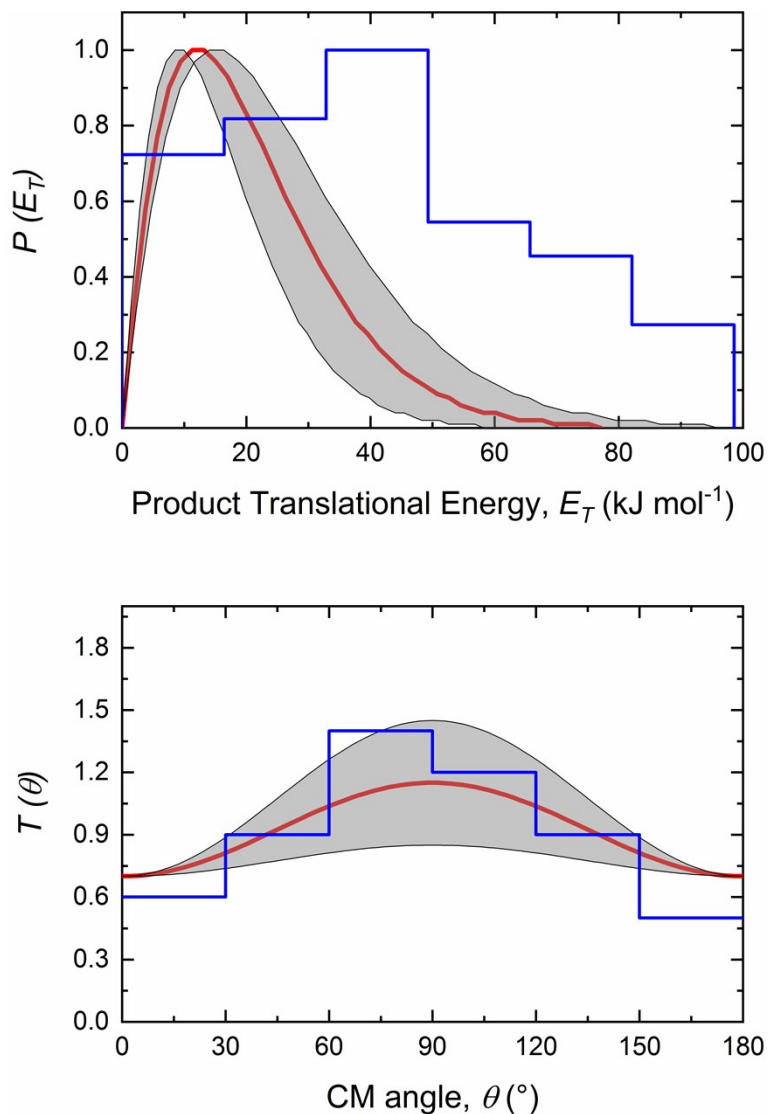 1.0
0.8
0.6
0.4
0.2
0.0
P (E_T)
0 20 40 60 80 100
Product Translational Energy, E_T (kJ mol⁻¹)
1.8
1.5
1.2
0.9
0.6
0.3
0.0
T (θ)
0 30 60 90 120 150 180
CM angle, θ (°)